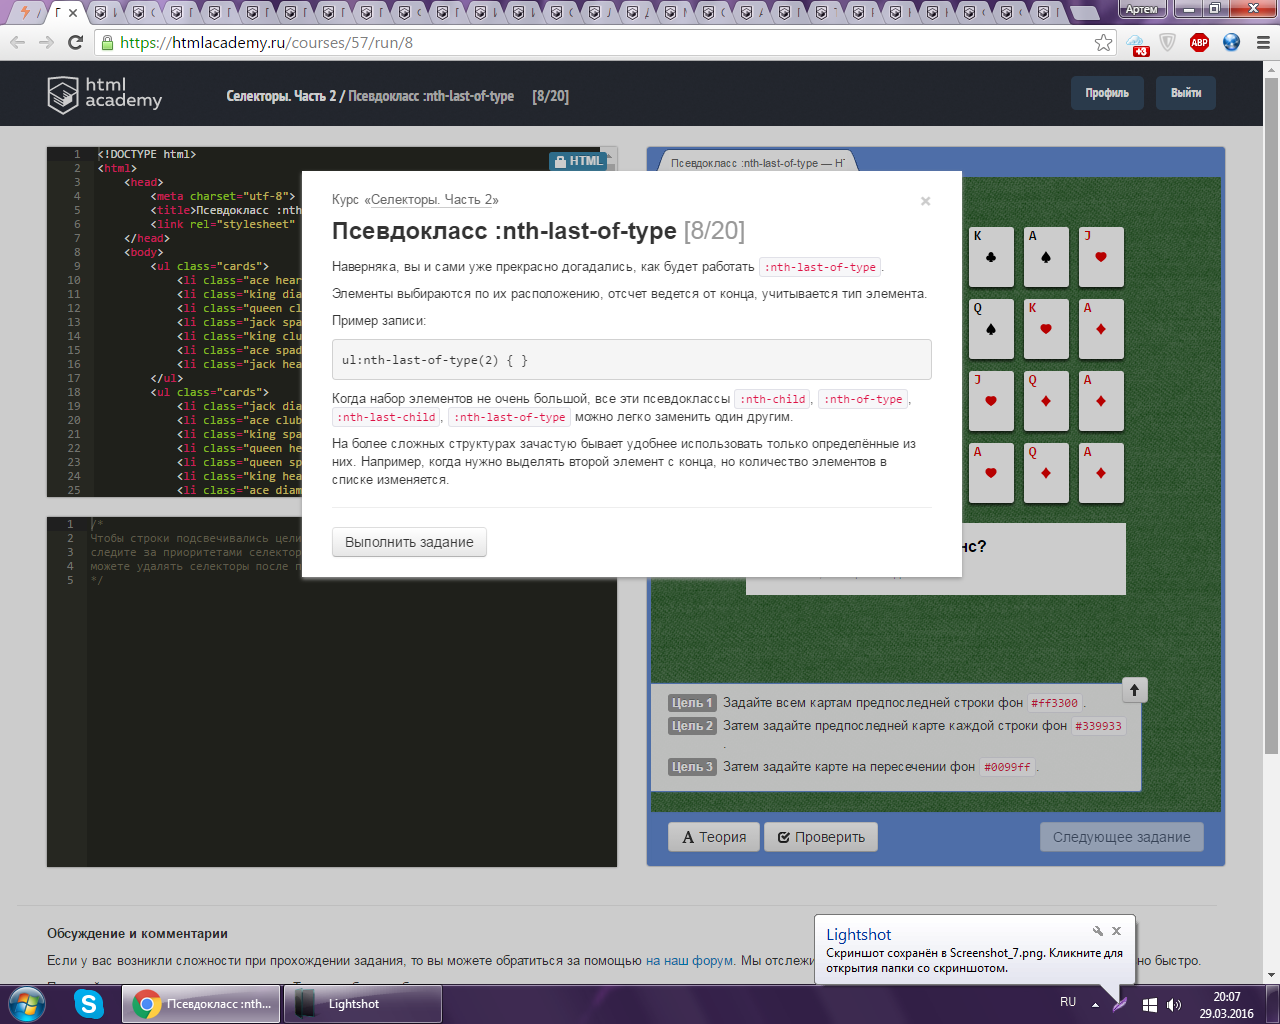 Артем
https://htmlacademy.ru/courses/57/run/8
+3
ABP
html
academy
Селекторы. Часть 2 / Псевдокласс :nth-last-of-type [8/20]
Профиль
Выйти
1 <!DOCTYPE html>
2 <html>
3 <head>
4 <meta charset="utf-8">
5 <title>Псевдокласс :nth
6 <link rel="stylesheet"
7 </head>
8 <body>
9 <ul class="cards">
10 <li class="ace hear
11 <li class="king dia
12 <li class="queen cl
13 <li class="jack spa
14 <li class="king clu
15 <li class="ace spad
16 <li class="jack hea
17 </ul>
18 <ul class="cards">
19 <li class="jack dia
20 <li class="ace club
21 <li class="king spa
22 <li class="queen he
23 <li class="queen sp
24 <li class="king hea
25 <li class="ace diam
HTML
1 /*
2 Чтобы строки подсвечивались цели
3 следите за приоритетами селектор
4 можете удалять селекторы после п
5 */
Курс «Селекторы. Часть 2»
×
Псевдокласс :nth-last-of-type [8/20]
Наверняка, вы и сами уже прекрасно догадались, как будет работать :nth-last-of-type.
Элементы выбираются по их расположению, отсчет ведется от конца, учитывается тип элемента.
Пример записи:
ul:nth-last-of-type(2) { }
Когда набор элементов не очень большой, все эти псевдоклассы :nth-child, :nth-of-type,
:nth-last-child, :nth-last-of-type можно легко заменить один другим.
На более сложных структурах зачастую бывает удобнее использовать только определённые из
них. Например, когда нужно выделять второй элемент с конца, но количество элементов в
списке изменяется.
Выполнить задание
Псевдокласс :nth-last-of-type — HT
K A J
Q K A
J Q A
A Q A
нс?
Цель 1 Задайте всем картам предпоследней строки фон #ff3300.
Цель 2 Затем задайте предпоследней карте каждой строки фон #339933
.
Цель 3 Затем задайте карте на пересечении фон #0099ff.
Теория
Проверить
Следующее задание
Обсуждение и комментарии
Если у вас возникли сложности при прохождении задания, то вы можете обратиться за помощью на наш форум. Мы отслежи
но быстро.
Lightshot
Скриншот сохранён в Screenshot_7.png. Кликните для
открытия папки со скриншотом.
Псевдокласс :nth...
Lightshot
RU
20:07
29.03.2016